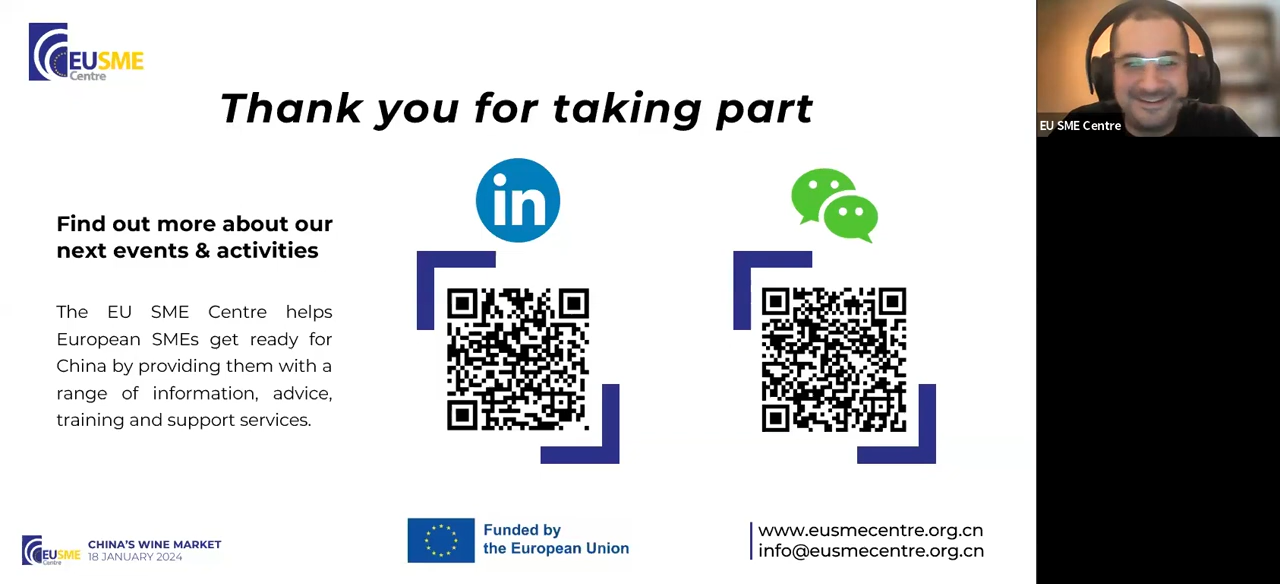 EUSME
Centre
Thank you for taking part
in
Find out more about our
next events & activities
The EU SME Centre helps
European SMEs get ready for
China by providing them with a
range of information, advice,
training and support services.
EUSME
Centre
CHINA'S WINE MARKET
18 JANUARY 2024
Funded by
the European Union
www.eusmecentre.org.cn
info@eusmecentre.org.cn
EU SME Centre